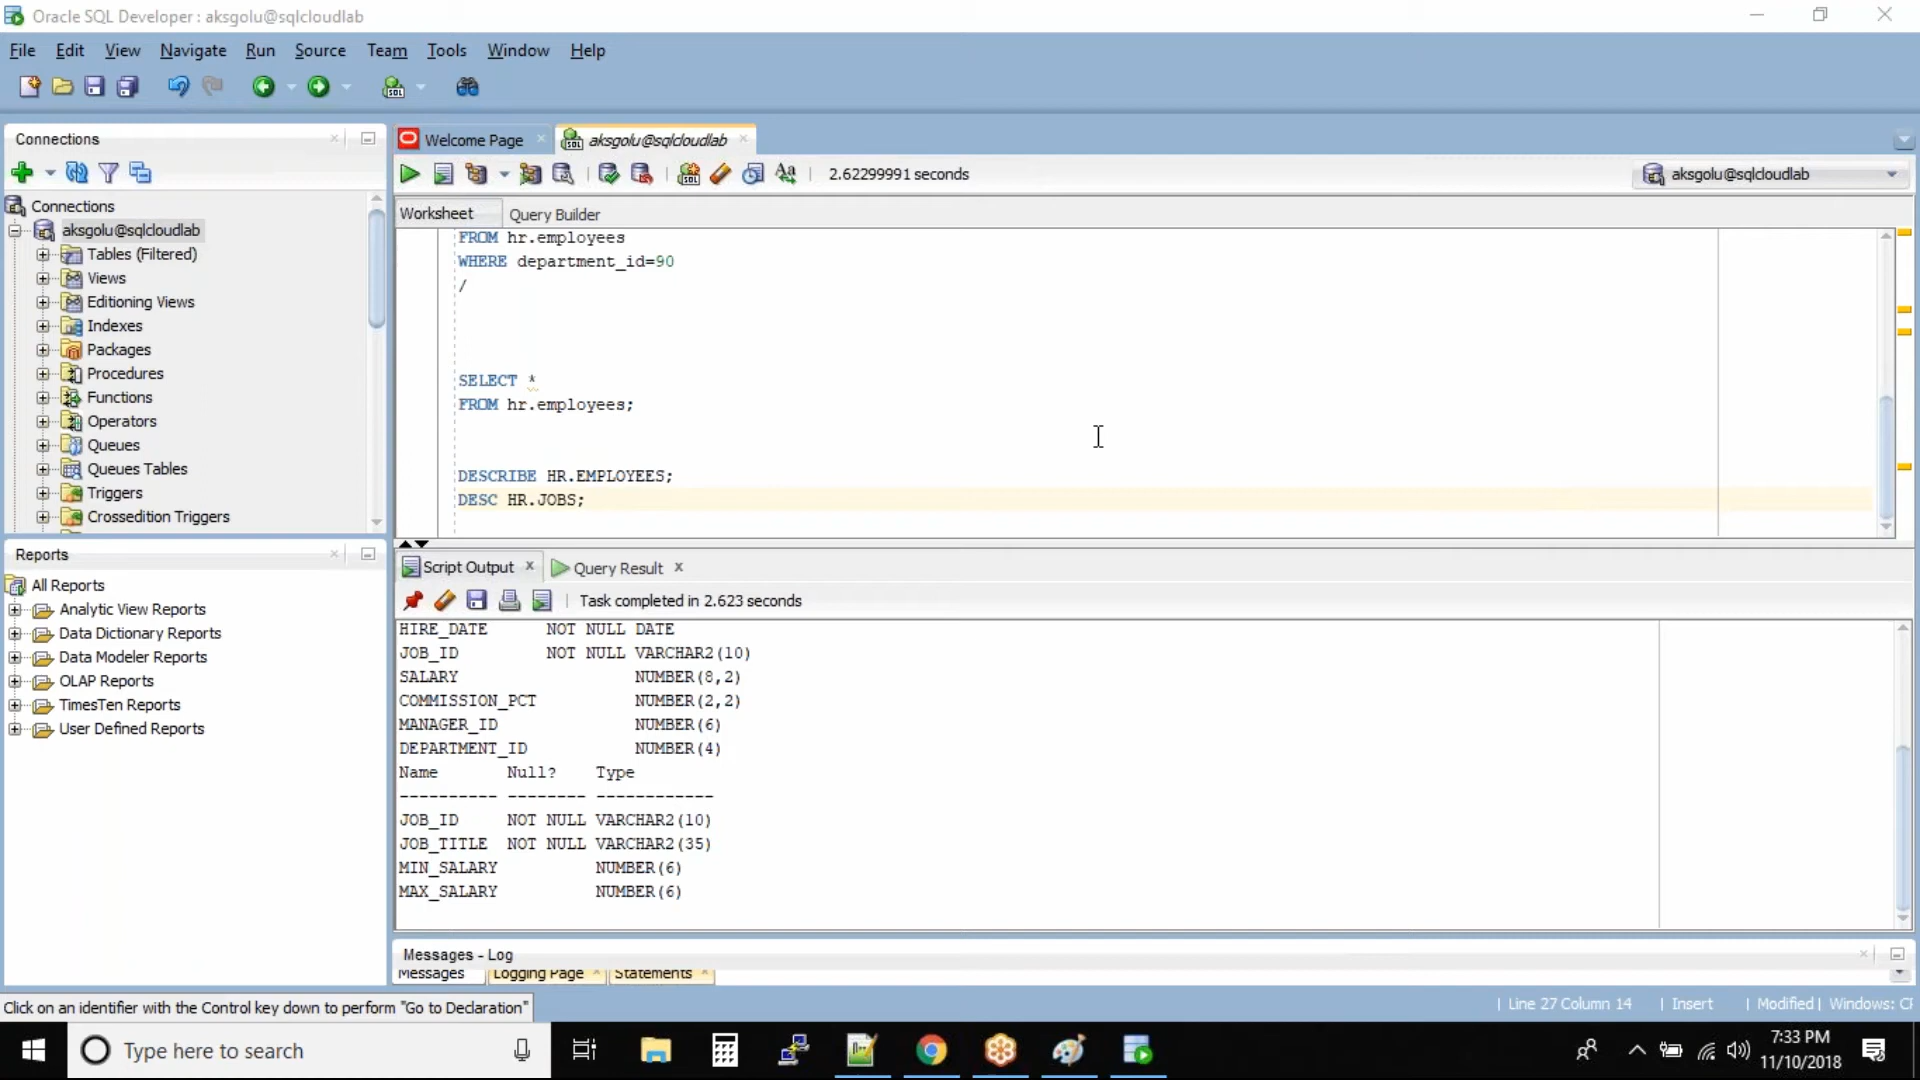 Oracle SQL Developer : aksgolu@sqlcloudlab
File Edit View Navigate Run Source Team Tools Window Help
Connections
Welcome Page
aksgolu@sqlcloudlab
2.62299991 seconds
aksgolu@sqlcloudlab
Worksheet
Query Builder
Connections
aksgolu@sqlcloudlab
Tables (Filtered)
Views
Editioning Views
Indexes
Packages
Procedures
Functions
Operators
Queues
Queues Tables
Triggers
Crossedition Triggers
FROM hr.employees
WHERE department_id=90
/
SELECT *
FROM hr.employees;
DESCRIBE HR.EMPLOYEES;
DESC HR.JOBS;
Reports
All Reports
Analytic View Reports
Data Dictionary Reports
Data Modeler Reports
OLAP Reports
TimesTen Reports
User Defined Reports
Script Output
Query Result
Task completed in 2.623 seconds
HIRE_DATE NOT NULL DATE
JOB_ID NOT NULL VARCHAR2(10)
SALARY NUMBER(8,2)
COMMISSION_PCT NUMBER(2,2)
MANAGER_ID NUMBER(6)
DEPARTMENT_ID NUMBER(4)
Name Null? Type
---------- -------- ------------
JOB_ID NOT NULL VARCHAR2(10)
JOB_TITLE NOT NULL VARCHAR2(35)
MIN_SALARY NUMBER(6)
MAX_SALARY NUMBER(6)
Messages - Log
Messages Logging Page Statements
Click on an identifier with the Control key down to perform "Go to Declaration"
Line 27 Column 14 | Insert | Modified | Windows: CF
Type here to search
7:33 PM
11/10/2018